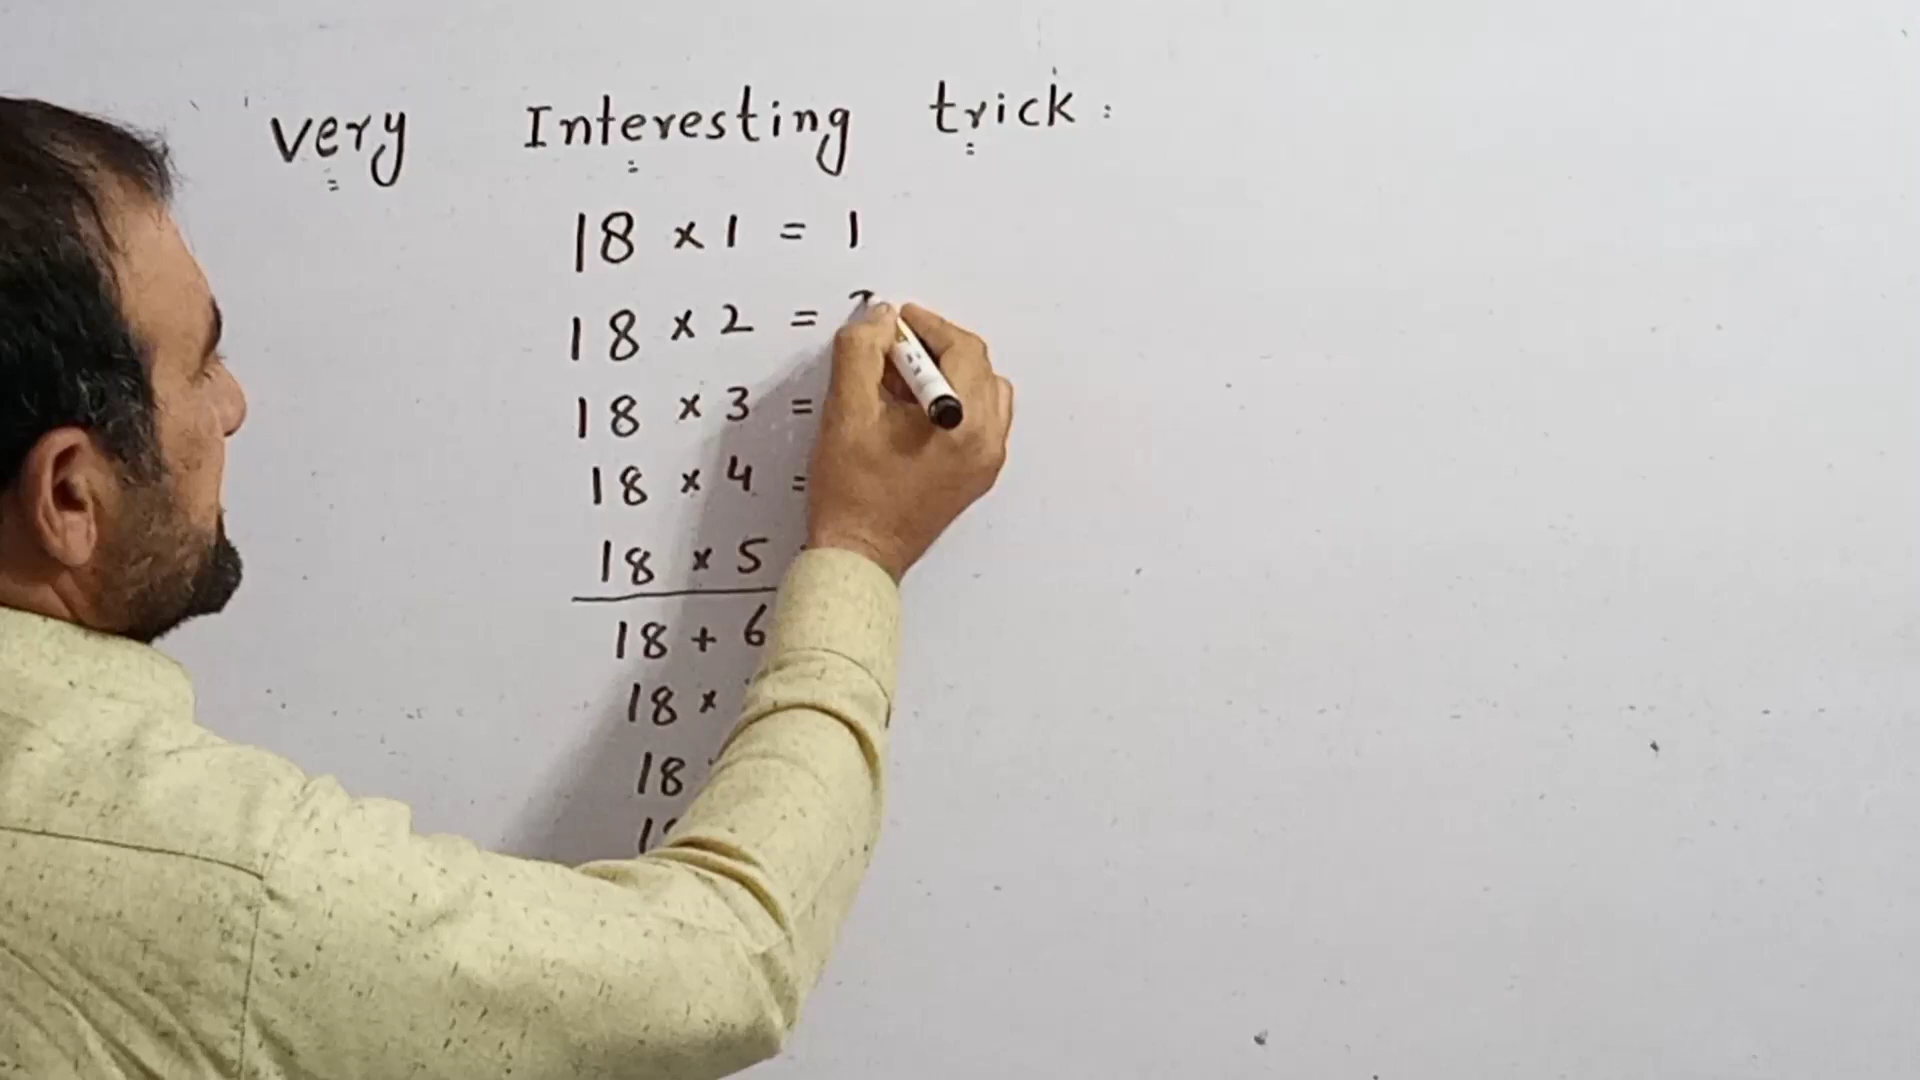 very Interesting trick :
18 × 1 = 1
18 × 2 =
18 × 3 =
18 × 4 =
18 × 5
18 + 6
18 ×
18